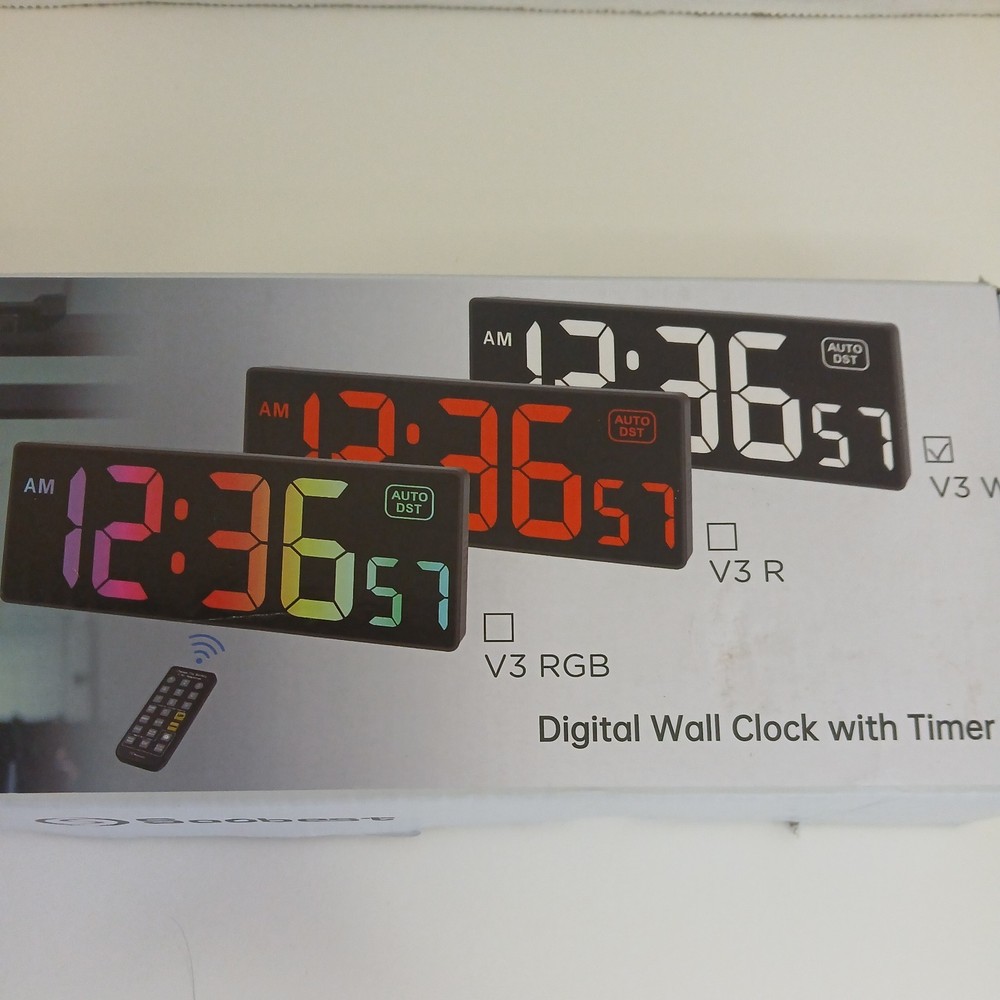 AM 12:36 57 AUTO DST
AM 12:36 57 AUTO DST
AM 12:36 57 AUTO DST
V3 W
V3 R
V3 RGB
Digital Wall Clock with Timer